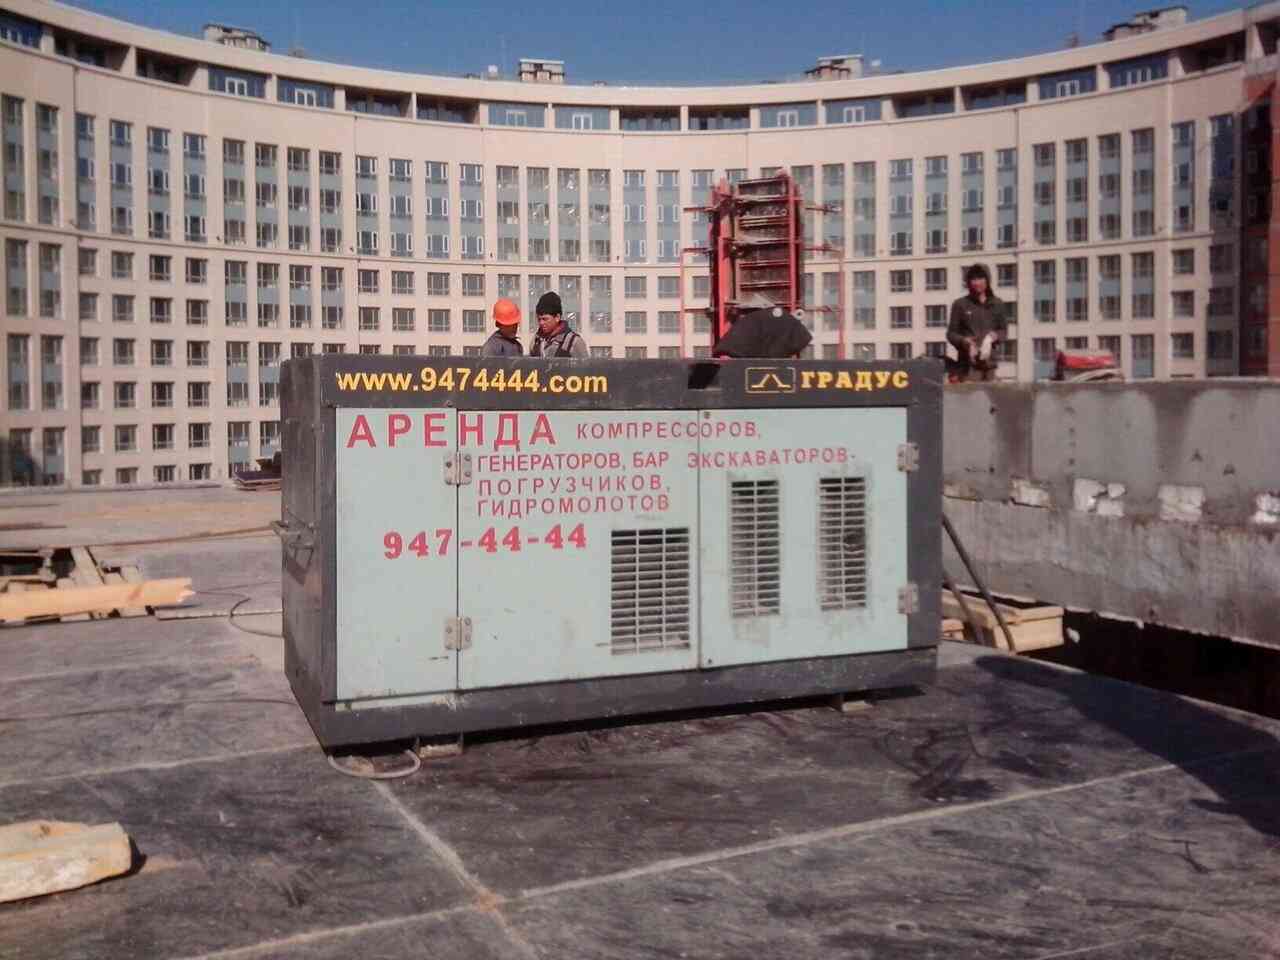 www.9474444.com
ГРАДУС
АРЕНДА КОМПРЕССОРОВ,
ГЕНЕРАТОРОВ, БАР ЭКСКАВАТОРОВ-
ПОГРУЗЧИКОВ,
ГИДРОМОЛОТОВ
947-44-44